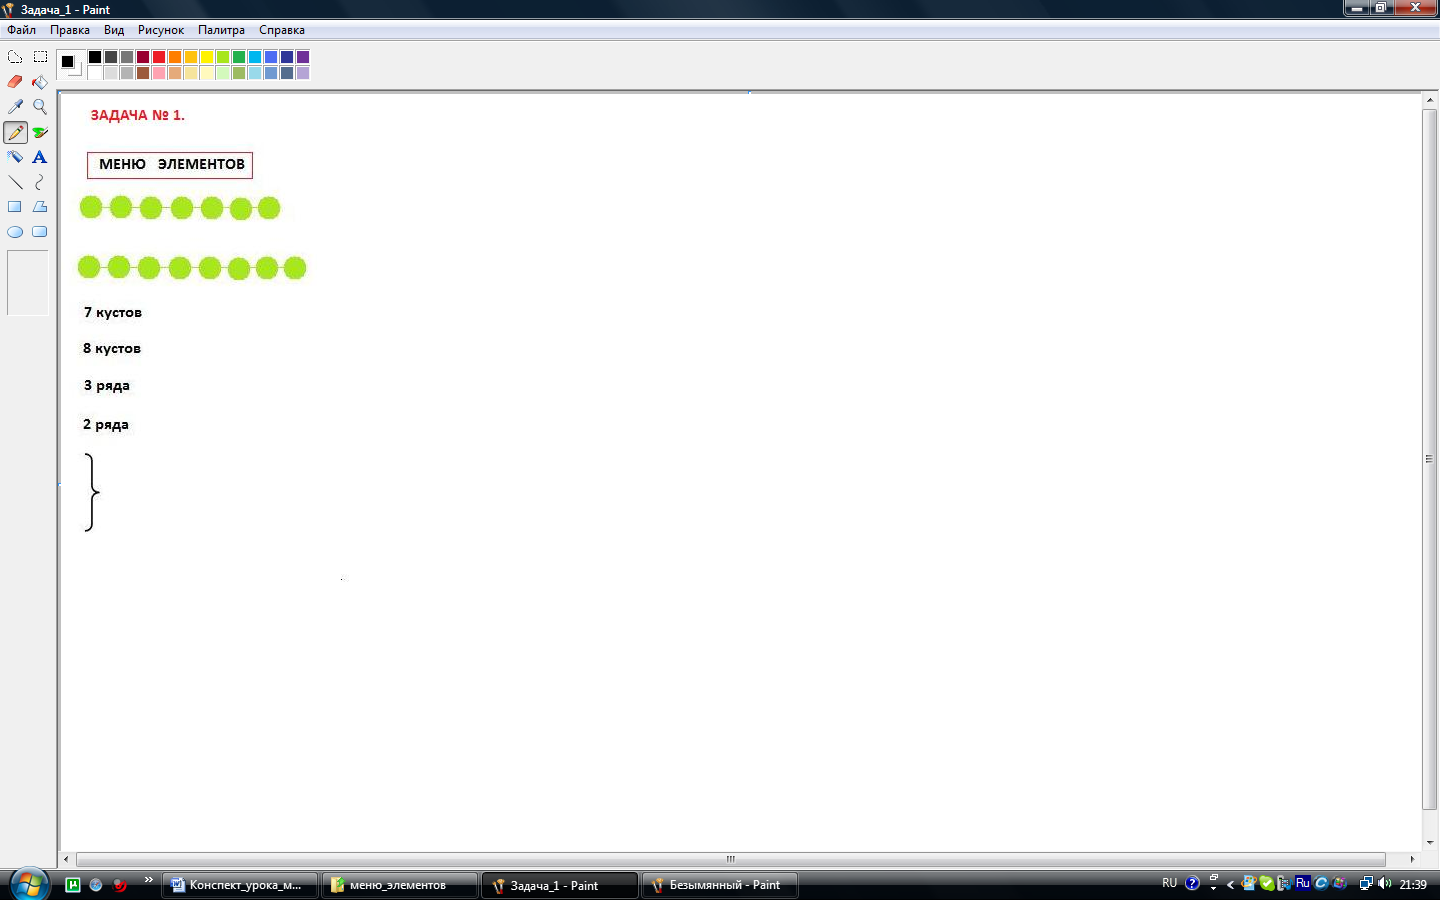 Задача_1 - Paint
Файл Правка Вид Рисунок Палитра Справка
ЗАДАЧА № 1.
МЕНЮ ЭЛЕМЕНТОВ
7 кустов
8 кустов
3 ряда
2 ряда
Конспект_урока_м... меню_элементов Задача_1 - Paint Безымянный - Paint RU Ru 21:39